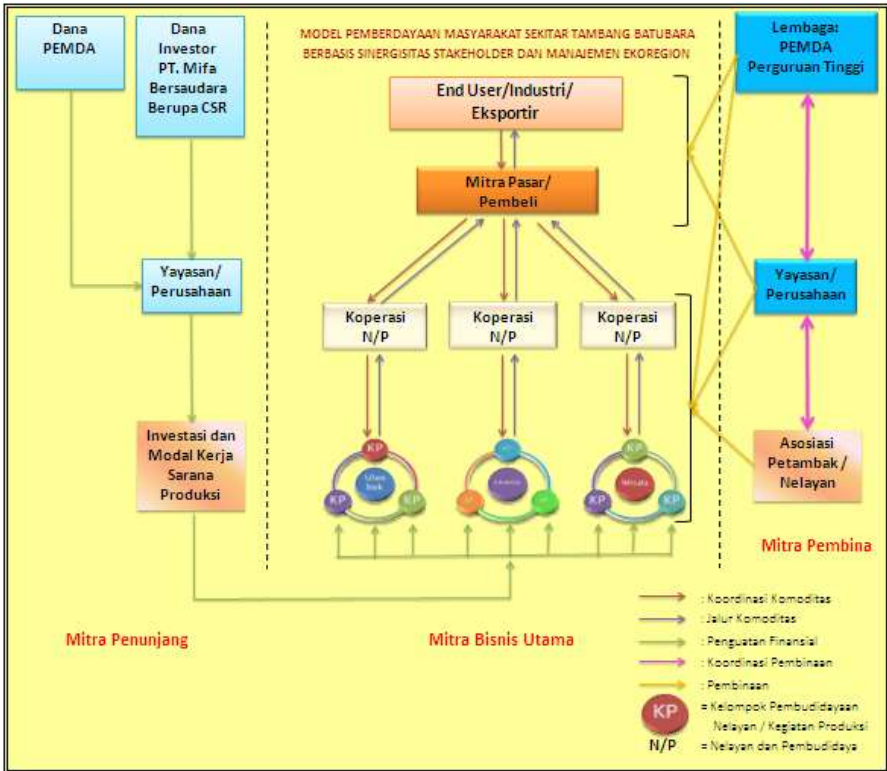 Dana
PEMDA
Dana
Investor
PT. Mifa
Bersaudara
Berupa CSR
Yayasan/
Perusahaan
Investasi dan
Modal Kerja
Sarana
Produksi
Mitra Penunjang
MODEL PEMBERDAYAAN MASYARAKAT SEKITAR TAMBANG BATUBARA
BERBASIS SINERGISITAS STAKEHOLDER DAN MANAJEMEN EKOREGION
End User/Industri/
Eksportir
Mitra Pasar/
Pembeli
Koperasi
N/P
Koperasi
N/P
Koperasi
N/P
KP
KP
KP
KP
KP
KP
Mitra Bisnis Utama
Lembaga:
PEMDA
Perguruan Tinggi
Yayasan/
Perusahaan
Asosiasi
Petambak /
Nelayan
Mitra Pembina
: Koordinasi Komoditas
: Jalur Komoditas
: Penguatan Finansial
: Koordinasi Pembinaan
: Pembinaan
KP
= Kelompok Pembudidayaan
Nelayan / Kegiatan Produksi
N/P
= Nelayan dan Pembudidaya